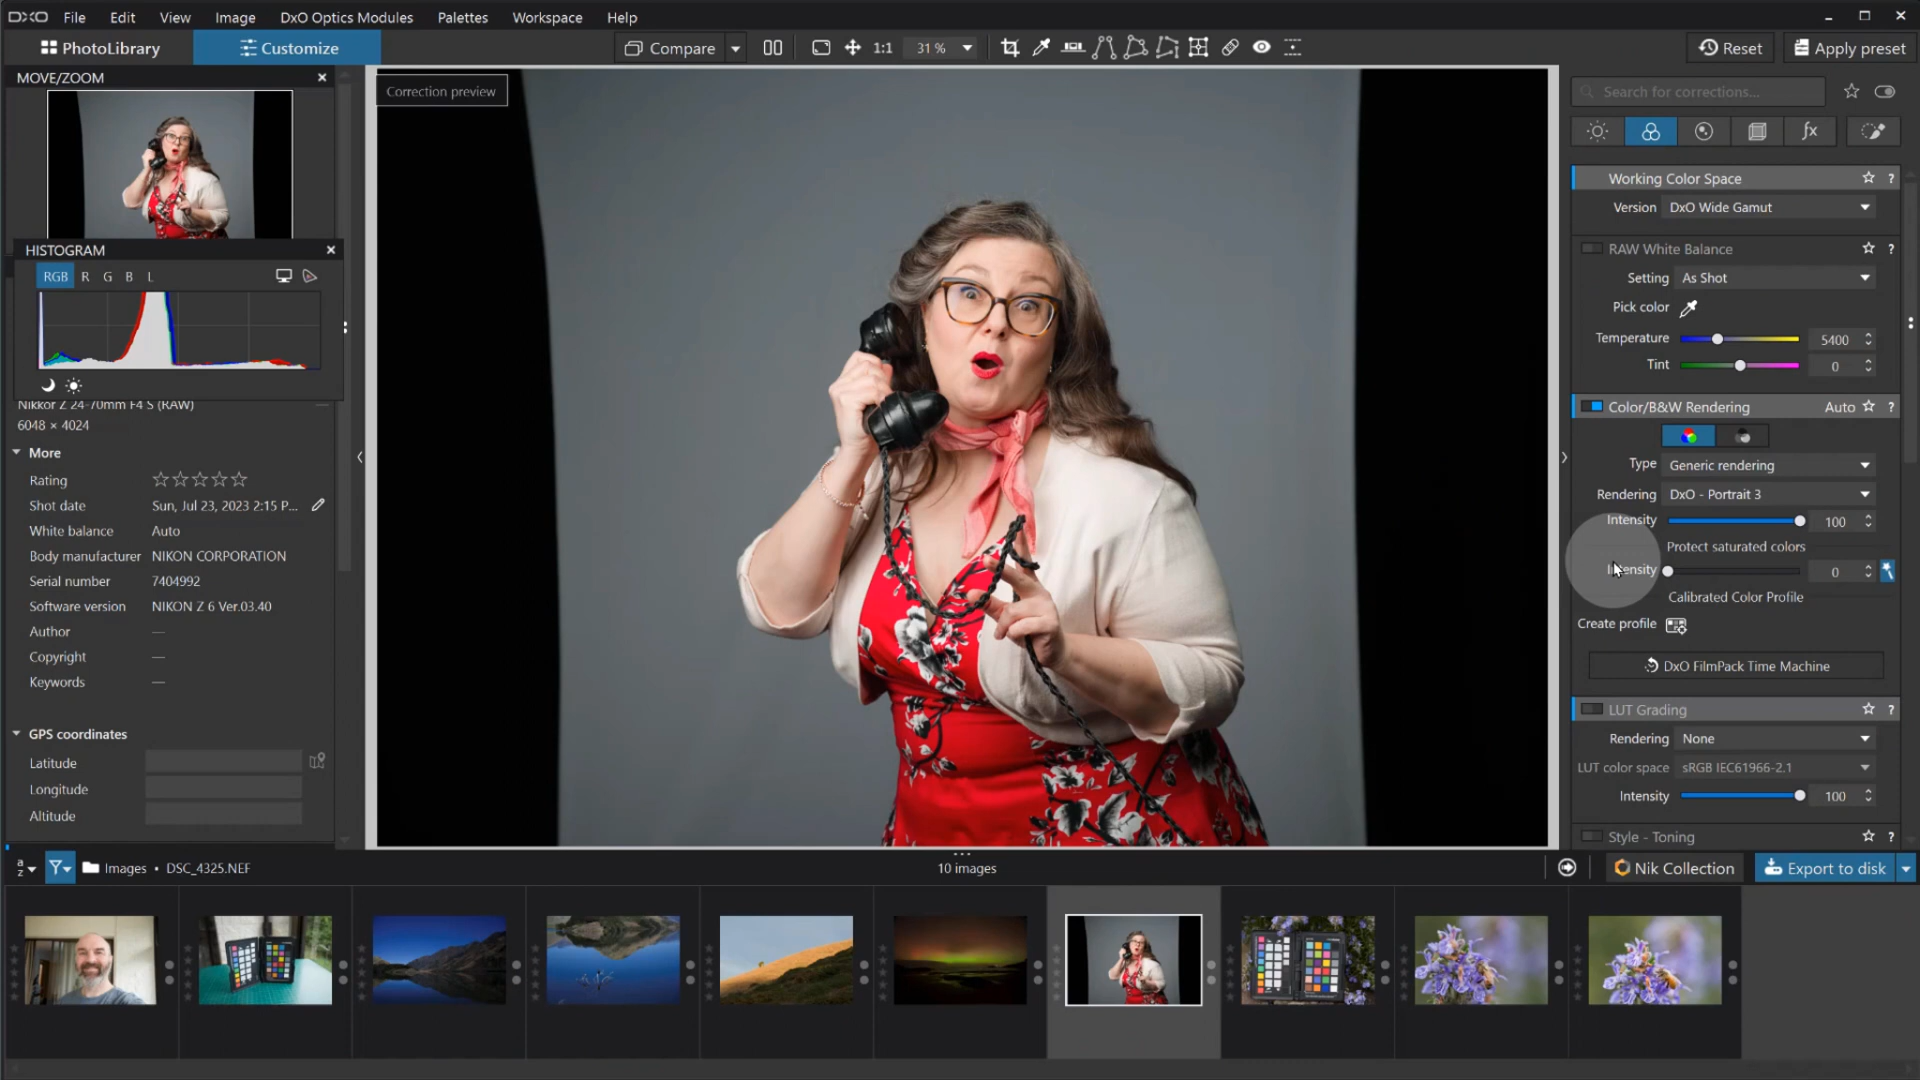 DXO File Edit View Image DxO Optics Modules Palettes Workspace Help
PhotoLibrary Customize Compare 1:1 31 % Reset Apply preset
MOVE/ZOOM
HISTOGRAM
RGB R G B L
Nikkor Z 24-70mm F4 S (RAW)
6048 × 4024
More
Rating
Shot date Sun, Jul 23, 2023 2:15 P...
White balance Auto
Body manufacturer NIKON CORPORATION
Serial number 7404992
Software version NIKON Z 6 Ver.03.40
Author —
Copyright —
Keywords —
GPS coordinates
Latitude
Longitude
Altitude
Correction preview
Search for corrections...
fx
Working Color Space ?
Version DxO Wide Gamut
RAW White Balance ?
Setting As Shot
Pick color
Temperature 5400
Tint 0
Color/B&W Rendering Auto ?
Type Generic rendering
Rendering DxO - Portrait 3
Intensity 100
Protect saturated colors
Intensity 0
Calibrated Color Profile
Create profile
DxO FilmPack Time Machine
LUT Grading ?
Rendering None
LUT color space sRGB IEC61966-2.1
Intensity 100
Style - Toning ?
a
z
Images • DSC_4325.NEF
10 images
Nik Collection
Export to disk